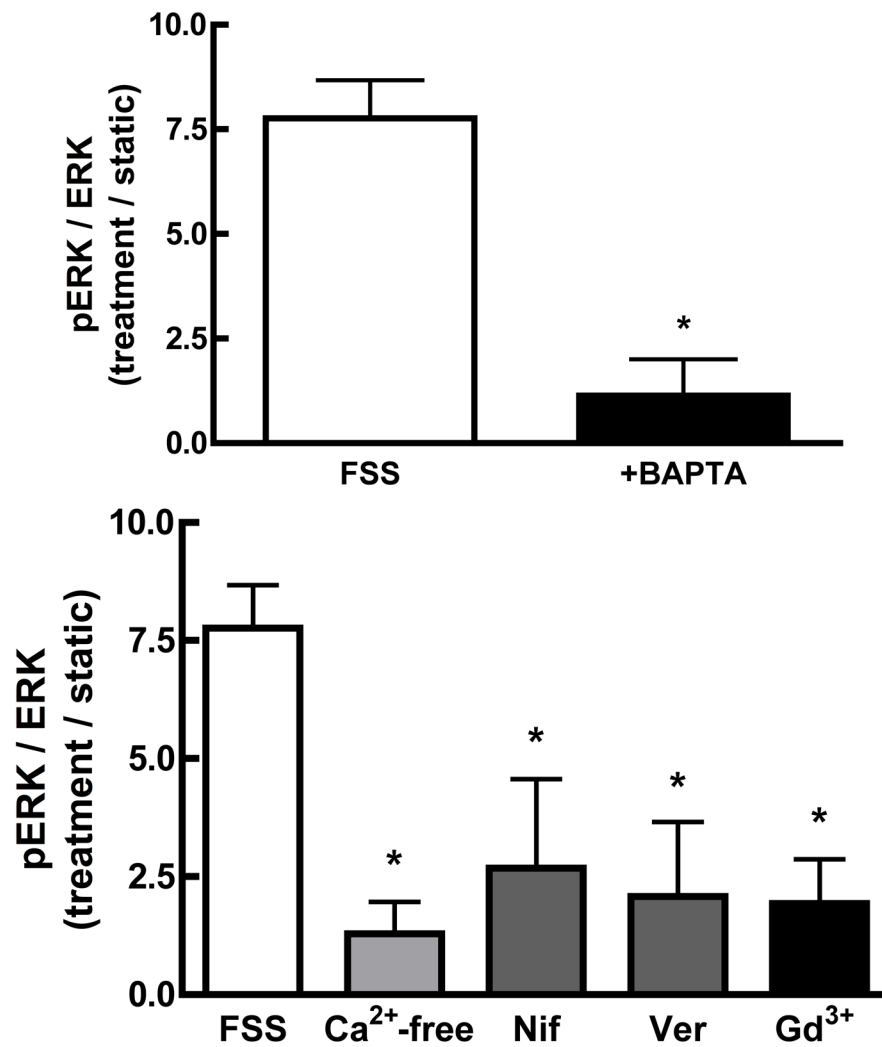 pERK / ERK
(treatment / static)
10.0
7.5
5.0
2.5
0.0
*
FSS +BAPTA
pERK / ERK
(treatment / static)
10.0
7.5
5.0
2.5
0.0
* * * *
FSS Ca²⁺-free Nif Ver Gd³⁺